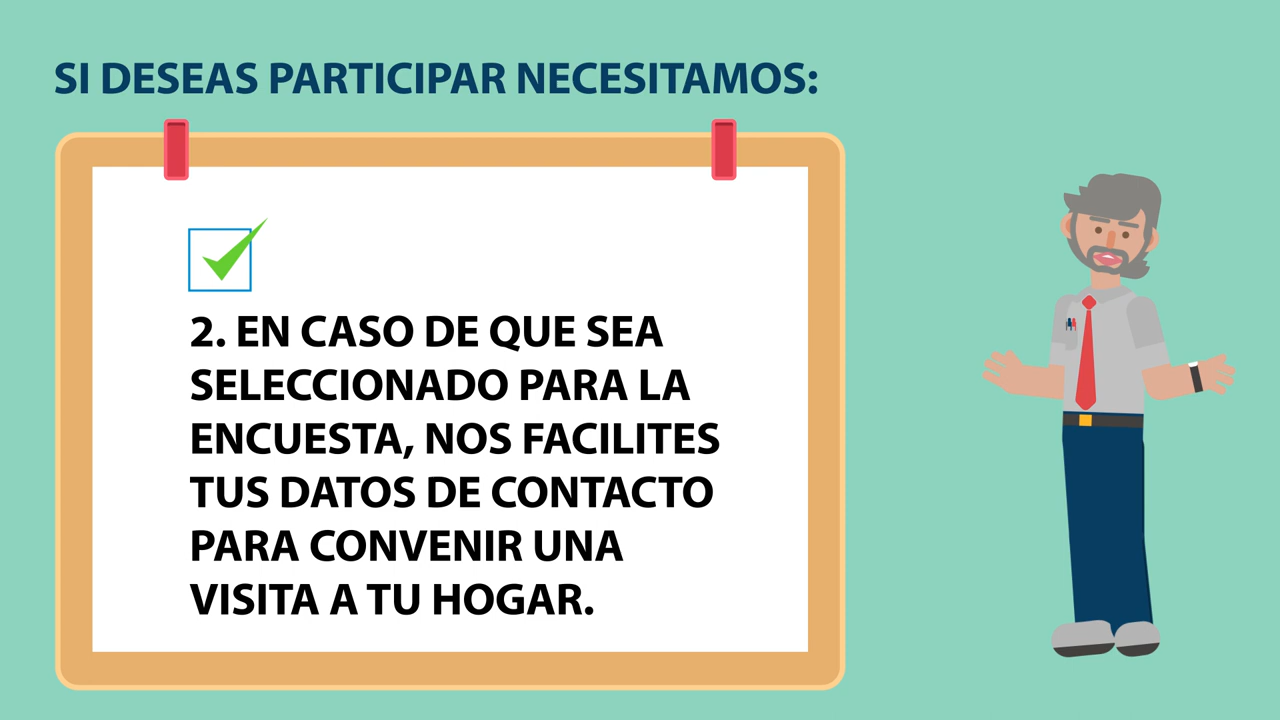 SI DESEAS PARTICIPAR NECESITAMOS:
2. EN CASO DE QUE SEA
SELECCIONADO PARA LA
ENCUESTA, NOS FACILITES
TUS DATOS DE CONTACTO
PARA CONVENIR UNA
VISITA A TU HOGAR.